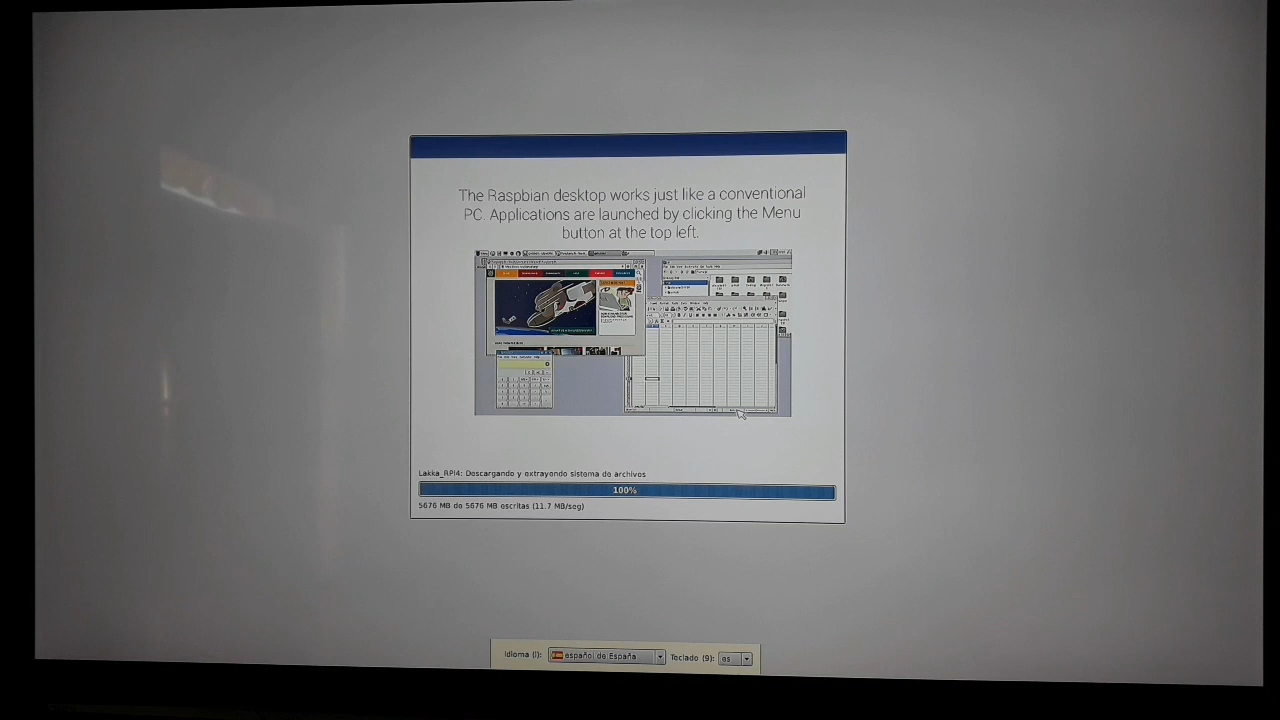 The Raspbian desktop works just like a conventional
PC. Applications are launched by clicking the Menu
button at the top left.
Lakka_RPI4: Descargando y extrayendo sistema de archivos
100%
5676 MB de 5676 MB escritas (11.7 MB/seg)
Idioma (l): español de España Teclado (9): es